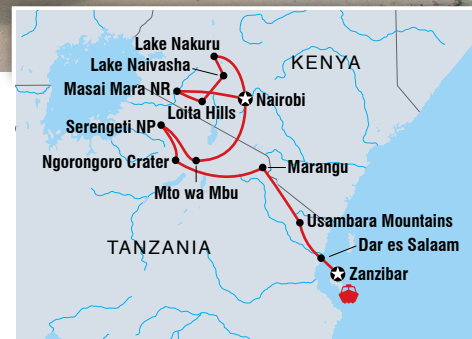 Lake Nakuru
KENYA
Lake Naivasha
Masai Mara NR
Nairobi
Loita Hills
Serengeti NP
Ngorongoro Crater
Marangu
Mto wa Mbu
Usambara Mountains
TANZANIA
Dar es Salaam
Zanzibar